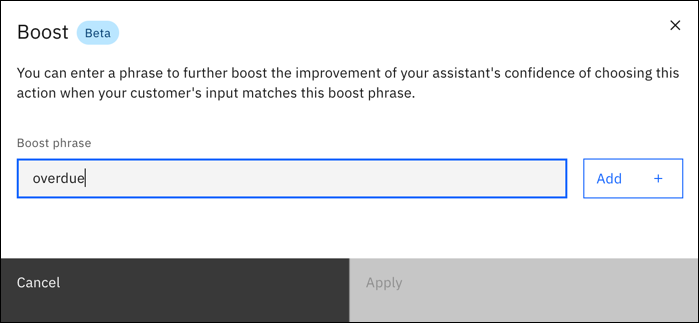 Boost Beta
You can enter a phrase to further boost the improvement of your assistant's confidence of choosing this
action when your customer's input matches this boost phrase.
Boost phrase
overdue
Add +
Cancel
Apply